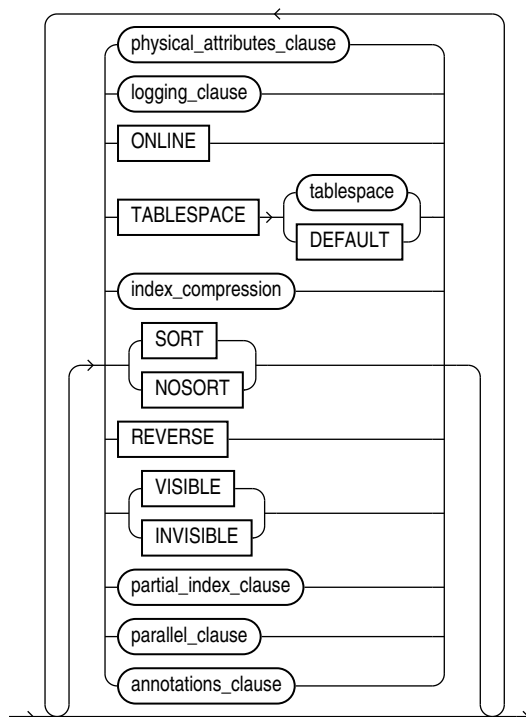 physical_attributes_clause
logging_clause
ONLINE
tablespace
TABLESPACE
DEFAULT
index_compression
SORT
NOSORT
REVERSE
VISIBLE
INVISIBLE
partial_index_clause
parallel_clause
annotations_clause